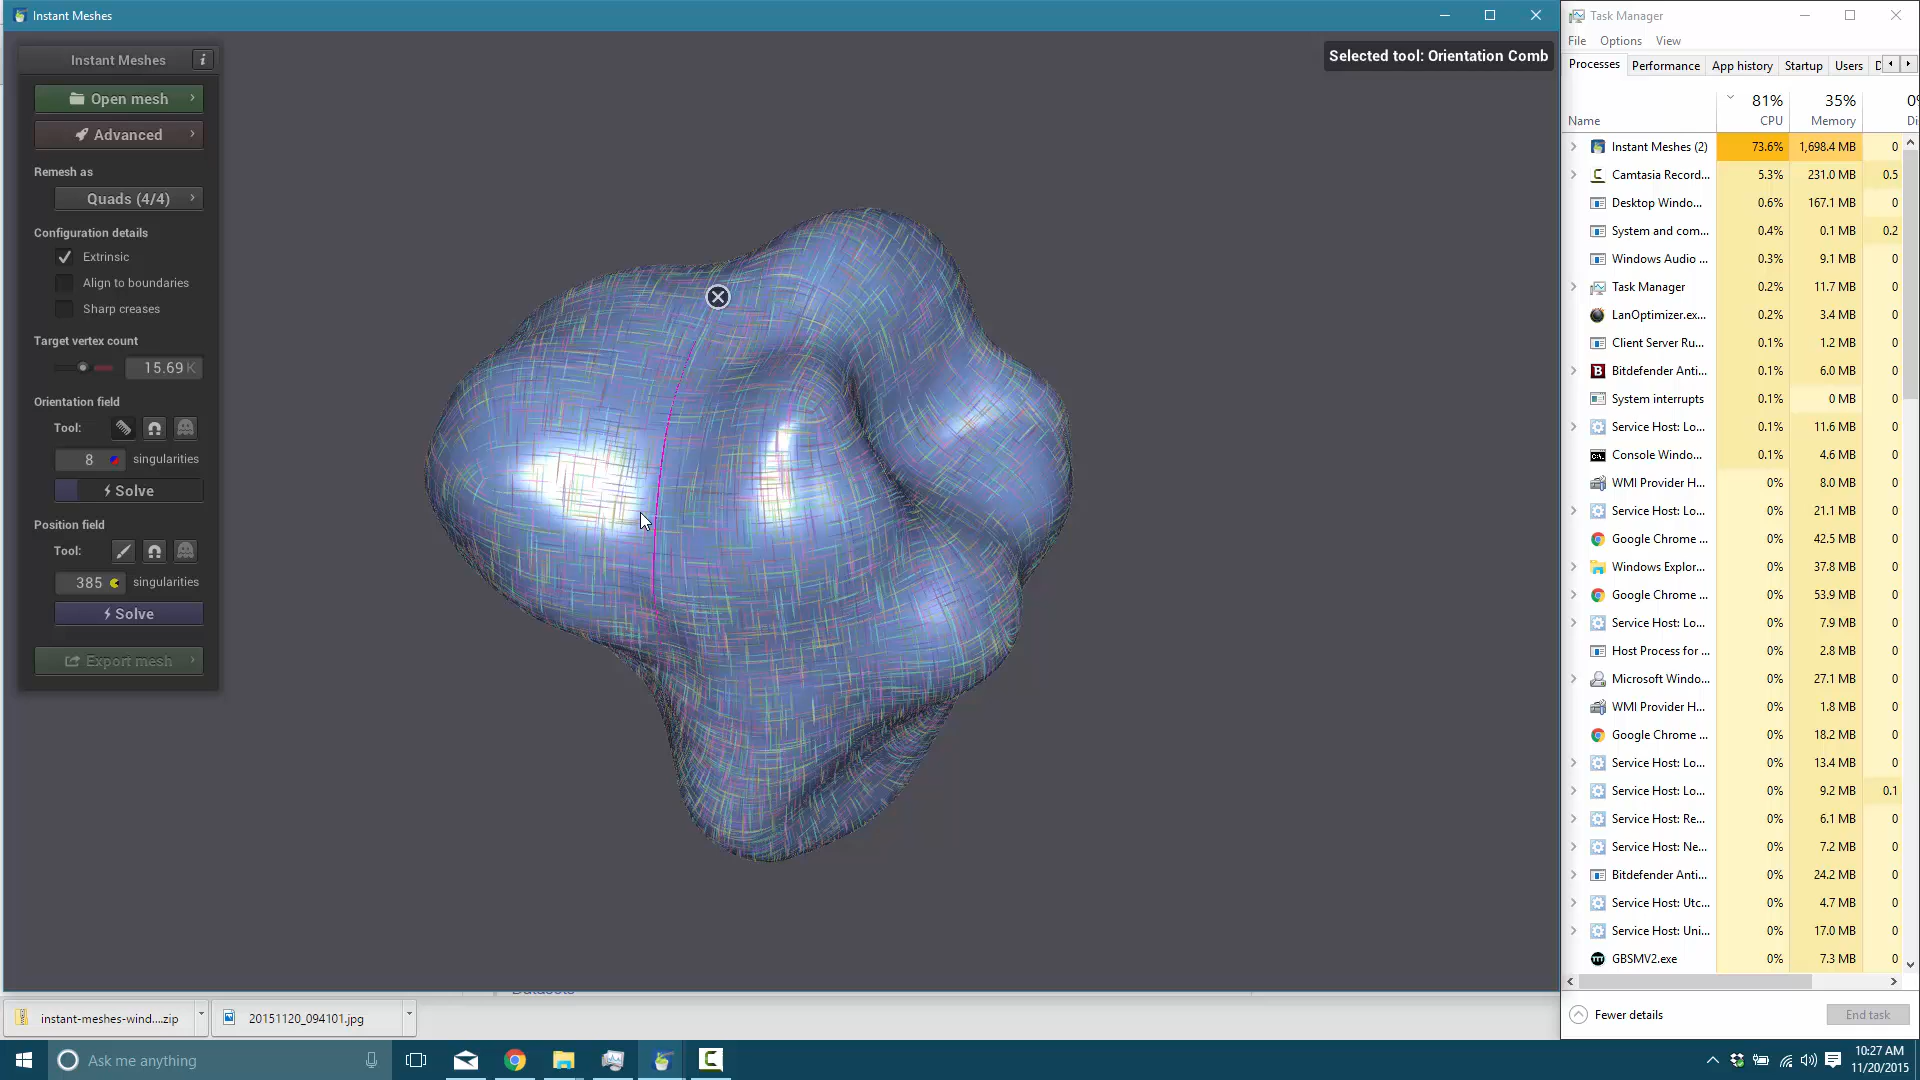 Instant Meshes
Instant Meshes
i
Open mesh
Advanced
Remesh as
Quads (4/4)
Configuration details
Extrinsic
Align to boundaries
Sharp creases
Target vertex count
15.69 K
Orientation field
Tool:
8 singularities
Solve
Position field
Tool:
385 singularities
Solve
Export mesh
Selected tool: Orientation Comb
Task Manager
File Options View
Processes Performance App history Startup Users
81% 35% 0%
Name CPU Memory Di
Instant Meshes (2) 73.6% 1,698.4 MB 0
Camtasia Record... 5.3% 231.0 MB 0.5
Desktop Windo... 0.6% 167.1 MB 0
System and com... 0.4% 0.1 MB 0.2
Windows Audio ... 0.3% 9.1 MB 0
Task Manager 0.2% 11.7 MB 0
LanOptimizer.ex... 0.2% 3.4 MB 0
Client Server Ru... 0.1% 1.2 MB 0
Bitdefender Anti... 0.1% 6.0 MB 0
System interrupts 0.1% 0 MB 0
Service Host: Lo... 0.1% 11.6 MB 0
Console Windo... 0.1% 4.6 MB 0
WMI Provider H... 0% 8.0 MB 0
Service Host: Lo... 0% 21.1 MB 0
Google Chrome ... 0% 42.5 MB 0
Windows Explor... 0% 37.8 MB 0
Google Chrome ... 0% 53.9 MB 0
Service Host: Lo... 0% 7.9 MB 0
Host Process for ... 0% 2.8 MB 0
Microsoft Windo... 0% 27.1 MB 0
WMI Provider H... 0% 1.8 MB 0
Google Chrome ... 0% 18.2 MB 0
Service Host: Lo... 0% 13.4 MB 0
Service Host: Lo... 0% 9.2 MB 0.1
Service Host: Re... 0% 6.1 MB 0
Service Host: Ne... 0% 7.2 MB 0
Bitdefender Anti... 0% 24.2 MB 0
Service Host: Utc... 0% 4.7 MB 0
Service Host: Uni... 0% 17.0 MB 0
GBSMV2.exe 0% 7.3 MB 0
Fewer details End task
instant-meshes-wind....zip 20151120_094101.jpg
Ask me anything
10:27 AM
11/20/2015